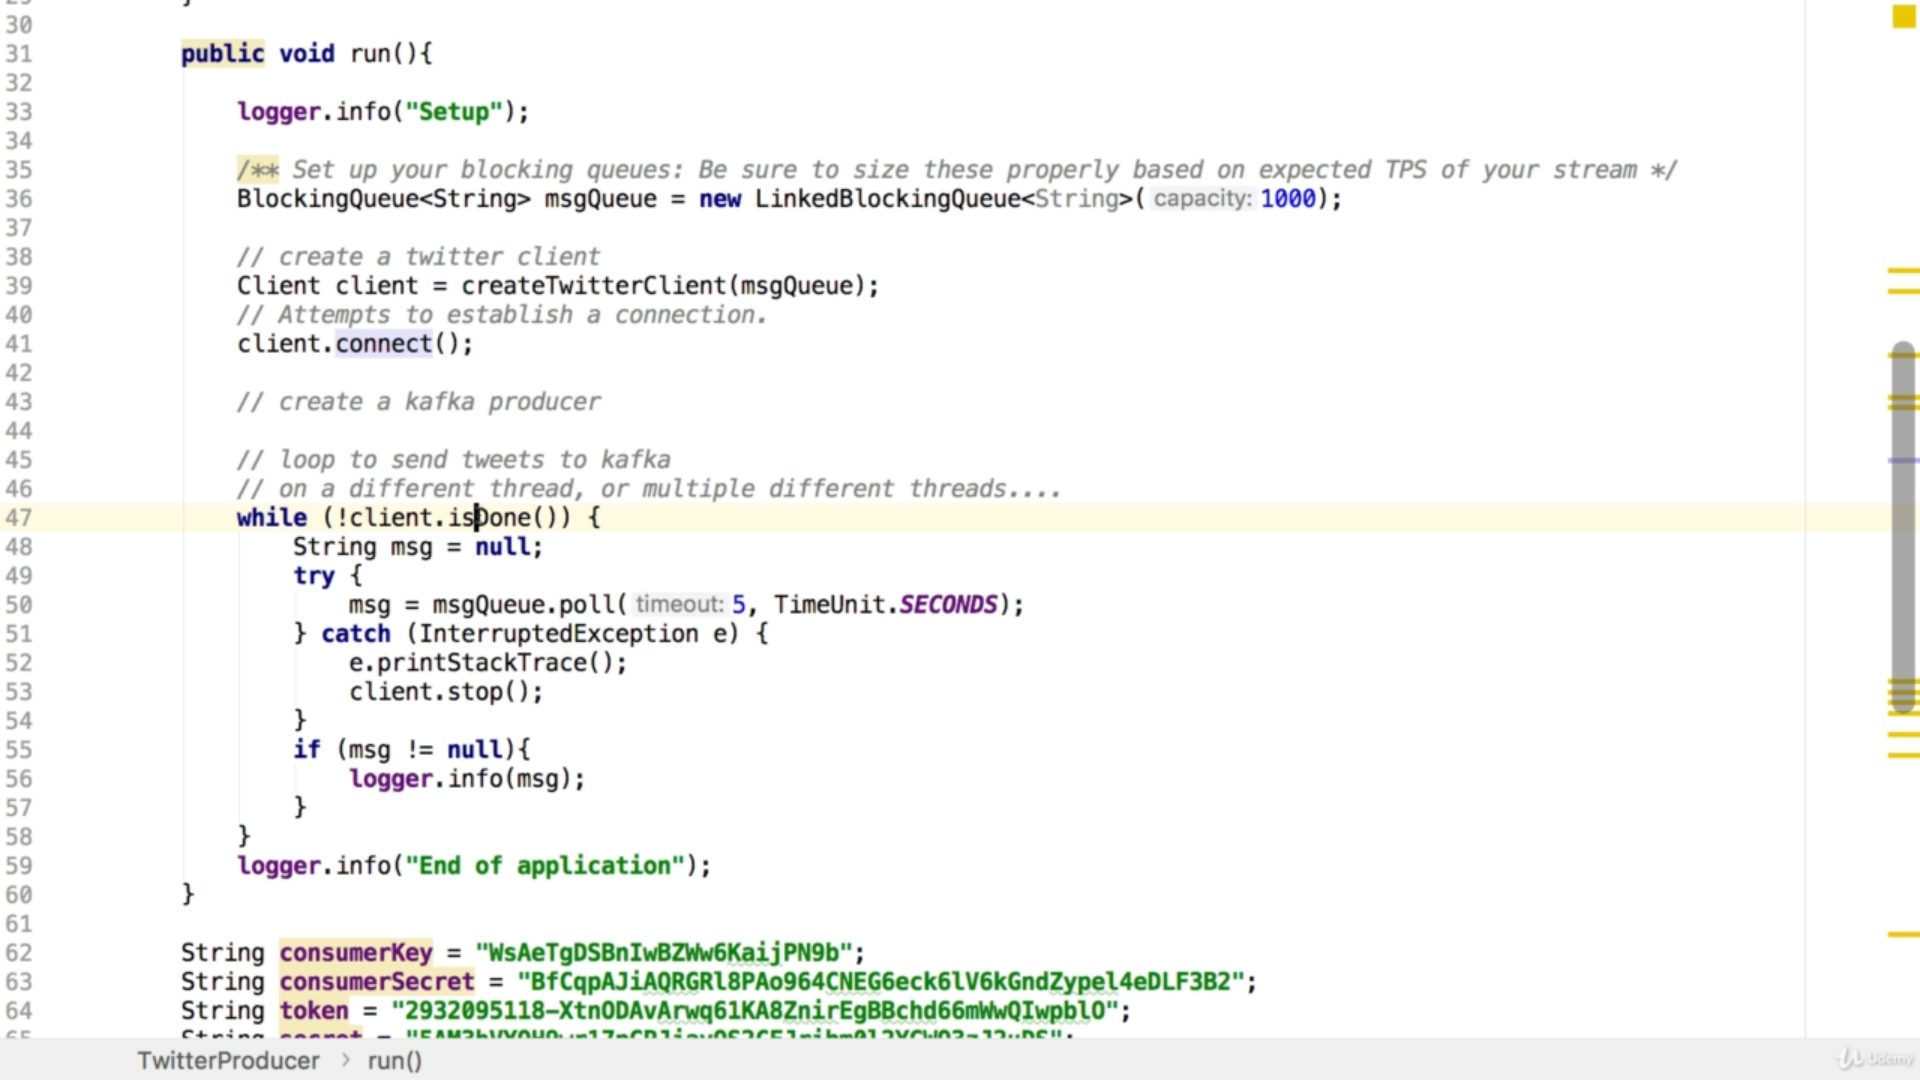 30
31 public void run(){
32
33 logger.info("Setup");
34
35 /** Set up your blocking queues: Be sure to size these properly based on expected TPS of your stream */
36 BlockingQueue<String> msgQueue = new LinkedBlockingQueue<String>( capacity: 1000);
37
38 // create a twitter client
39 Client client = createTwitterClient(msgQueue);
40 // Attempts to establish a connection.
41 client.connect();
42
43 // create a kafka producer
44
45 // loop to send tweets to kafka
46 // on a different thread, or multiple different threads....
47 while (!client.isDone()) {
48 String msg = null;
49 try {
50 msg = msgQueue.poll( timeout: 5, TimeUnit.SECONDS);
51 } catch (InterruptedException e) {
52 e.printStackTrace();
53 client.stop();
54 }
55 if (msg != null){
56 logger.info(msg);
57 }
58 }
59 logger.info("End of application");
60 }
61
62 String consumerKey = "WsAeTgDSBnIwBZWw6KaijPN9b";
63 String consumerSecret = "BfCqpAJiAQRGRl8PAo964CNEG6eck6lV6kGndZypel4eDLF3B2";
64 String token = "2932095118-XtnODAvArwq61KA8ZnirEgBBchd66mWwQIwpblO";
65 String secret =
TwitterProducer > run()
Udemy